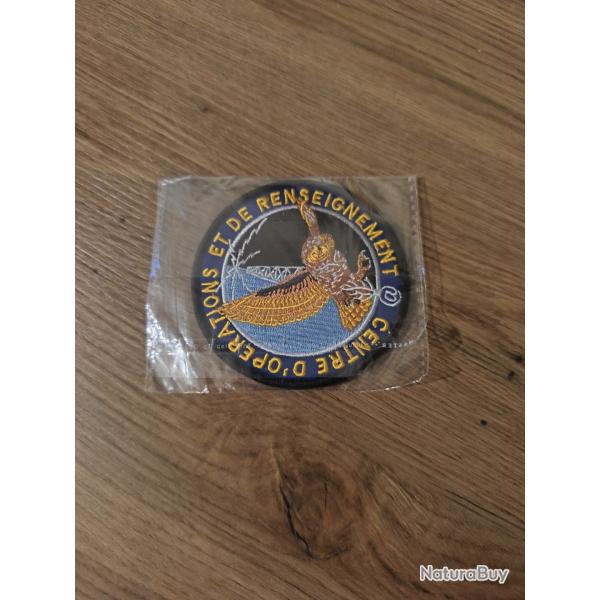 CENTRE D'OPERATIONS ET DE RENSEIGNEMENT @
NaturaBuy